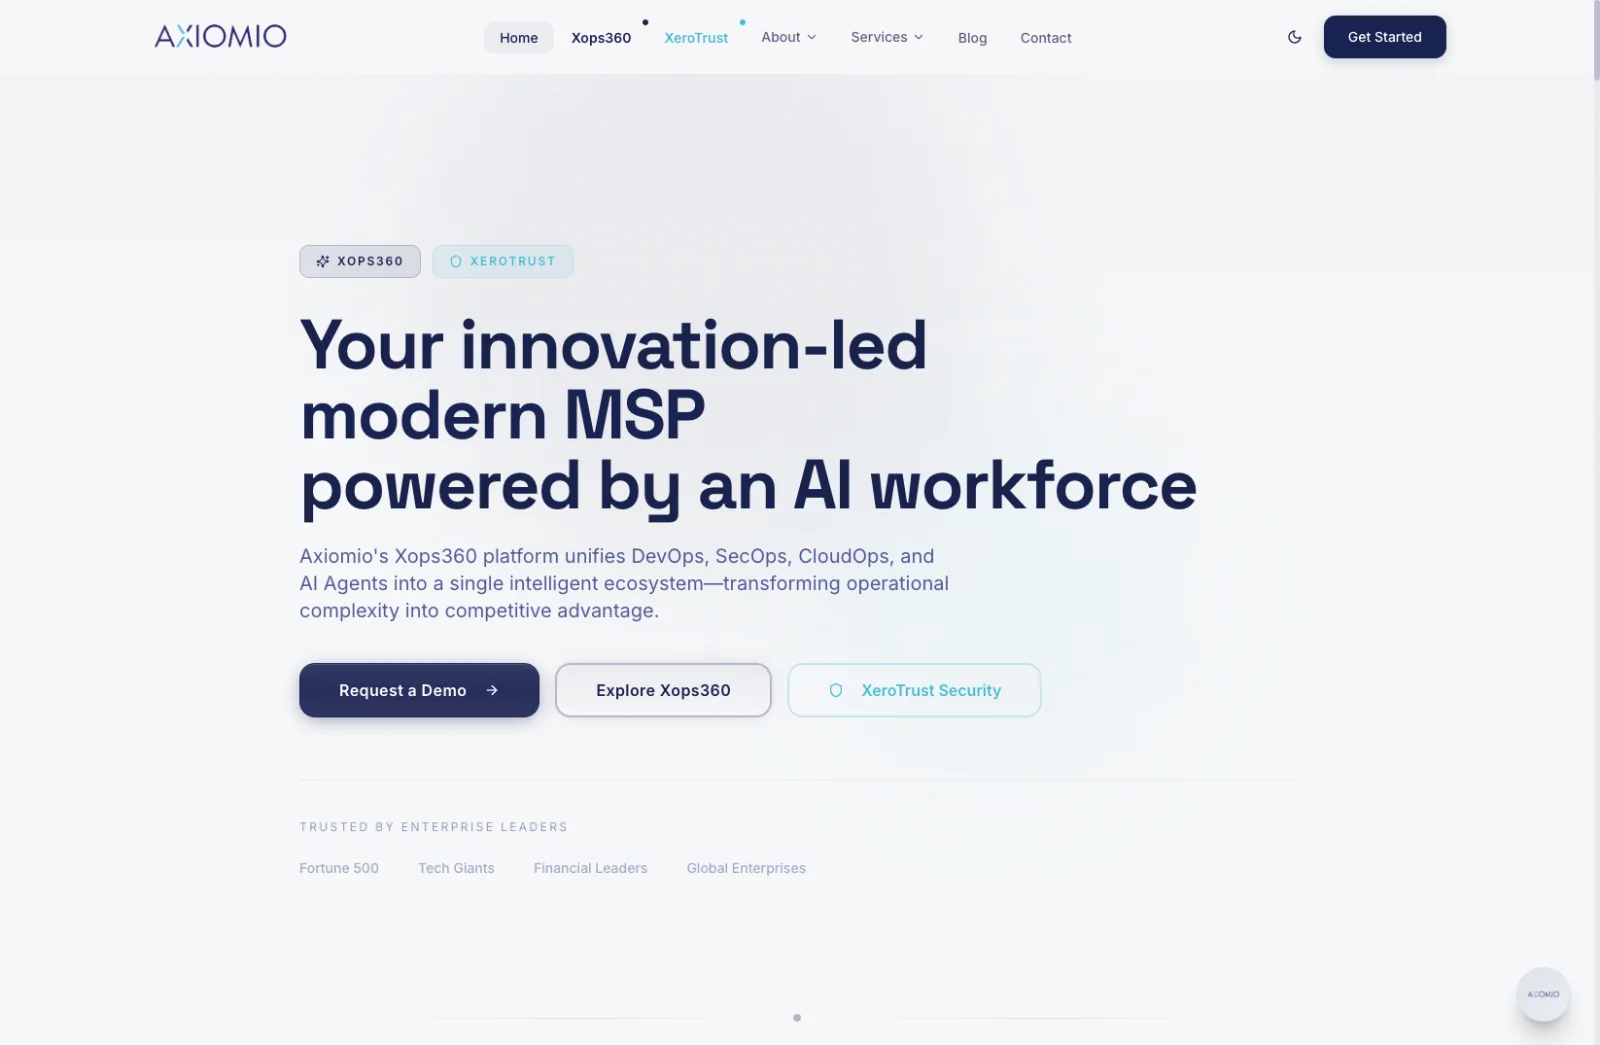 AXIOMIO
Home
Xops360
XeroTrust
About
Services
Blog
Contact
Get Started
XOPS360
XEROTRUST
Your innovation-led
modern MSP
powered by an AI workforce
Axiomio's Xops360 platform unifies DevOps, SecOps, CloudOps, and
AI Agents into a single intelligent ecosystem—transforming operational
complexity into competitive advantage.
Request a Demo
Explore Xops360
XeroTrust Security
TRUSTED BY ENTERPRISE LEADERS
Fortune 500
Tech Giants
Financial Leaders
Global Enterprises
AXIOMIO